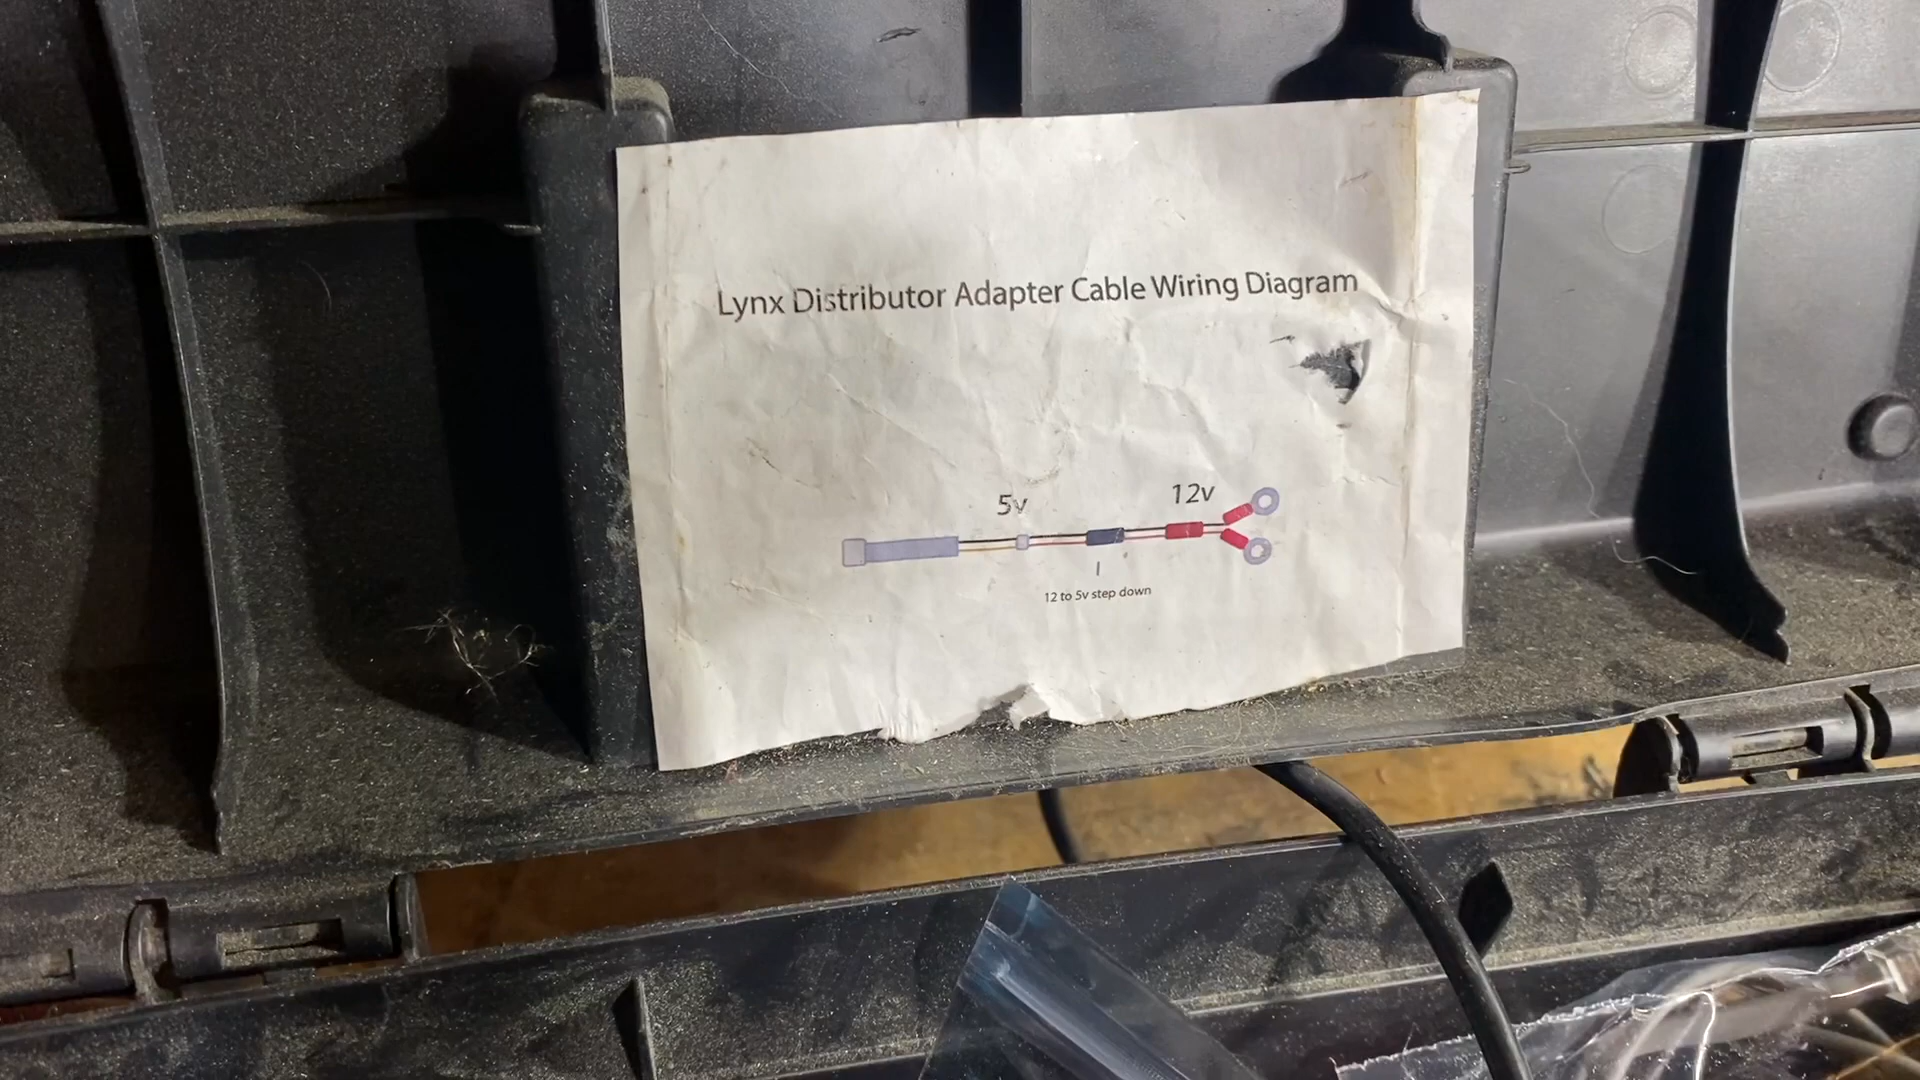 Lynx Distributor Adapter Cable Wiring Diagram
5v
12v
12 to 5v step down